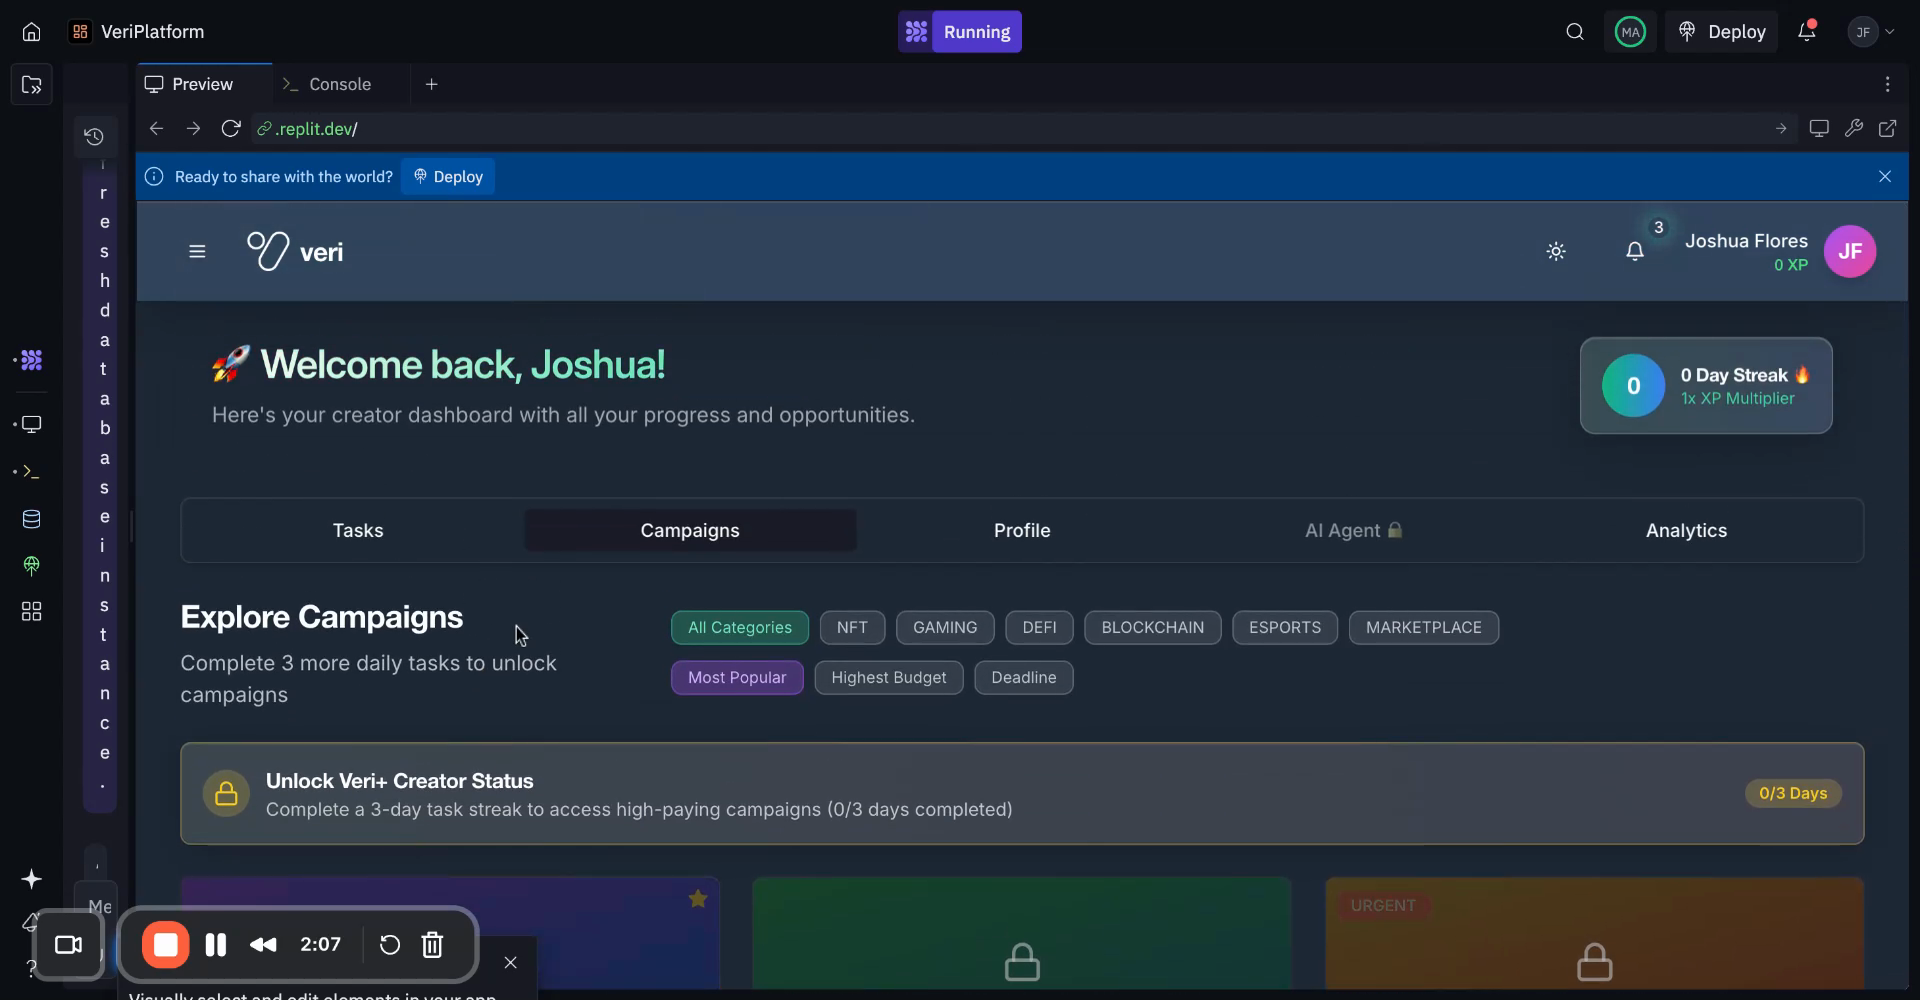 VeriPlatform
Running
MA
Deploy
JF
Preview
Console
.replit.dev/
Ready to share with the world?
Deploy
r
e
s
h
d
a
t
a
b
a
s
e
i
n
s
t
a
n
c
e
.
,
Me
veri
3
Joshua Flores
0 XP
JF
🚀 Welcome back, Joshua!
Here's your creator dashboard with all your progress and opportunities.
0
0 Day Streak 🔥
1x XP Multiplier
Tasks
Campaigns
Profile
AI Agent 🔒
Analytics
Explore Campaigns
Complete 3 more daily tasks to unlock
campaigns
All Categories
NFT
GAMING
DEFI
BLOCKCHAIN
ESPORTS
MARKETPLACE
Most Popular
Highest Budget
Deadline
Unlock Veri+ Creator Status
Complete a 3-day task streak to access high-paying campaigns (0/3 days completed)
0/3 Days
URGENT
2:07
Visually select and edit elements in your app